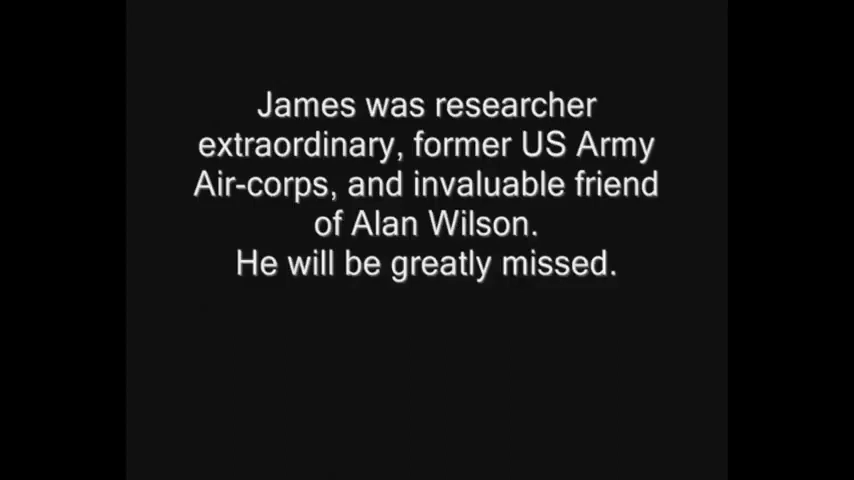 James was researcher
extraordinary, former US Army
Air-corps, and invaluable friend
of Alan Wilson.
He will be greatly missed.